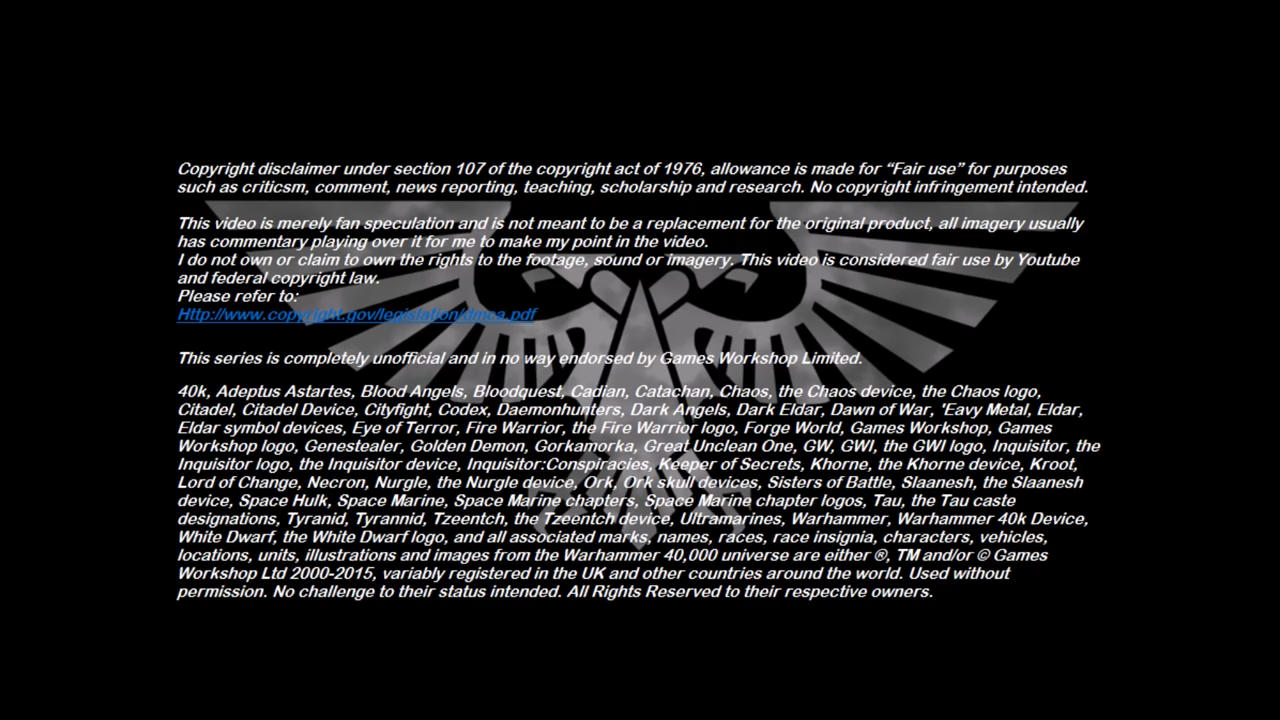 Copyright disclaimer under section 107 of the copyright act of 1976, allowance is made for “Fair use” for purposes
such as criticsm, comment, news reporting, teaching, scholarship and research. No copyright infringement intended.
This video is merely fan speculation and is not meant to be a replacement for the original product, all imagery usually
has commentary playing over it for me to make my point in the video.
I do not own or claim to own the rights to the footage, sound or imagery. This video is considered fair use by Youtube
and federal copyright law.
Please refer to:
Http://www.copyright.gov/legislation/dmca.pdf
This series is completely unofficial and in no way endorsed by Games Workshop Limited.
40k, Adeptus Astartes, Blood Angels, Bloodquest, Cadian, Catachan, Chaos, the Chaos device, the Chaos logo,
Citadel, Citadel Device, Cityfight, Codex, Daemonhunters, Dark Angels, Dark Eldar, Dawn of War, 'Eavy Metal, Eldar,
Eldar symbol devices, Eye of Terror, Fire Warrior, the Fire Warrior logo, Forge World, Games Workshop, Games
Workshop logo, Genestealer, Golden Demon, Gorkamorka, Great Unclean One, GW, GWI, the GWI logo, Inquisitor, the
Inquisitor logo, the Inquisitor device, Inquisitor:Conspiracies, Keeper of Secrets, Khorne, the Khorne device, Kroot,
Lord of Change, Necron, Nurgle, the Nurgle device, Ork, Ork skull devices, Sisters of Battle, Slaanesh, the Slaanesh
device, Space Hulk, Space Marine, Space Marine chapters, Space Marine chapter logos, Tau, the Tau caste
designations, Tyranid, Tyrannid, Tzeentch, the Tzeentch device, Ultramarines, Warhammer, Warhammer 40k Device,
White Dwarf, the White Dwarf logo, and all associated marks, names, races, race insignia, characters, vehicles,
locations, units, illustrations and images from the Warhammer 40,000 universe are either ®, TM and/or © Games
Workshop Ltd 2000-2015, variably registered in the UK and other countries around the world. Used without
permission. No challenge to their status intended. All Rights Reserved to their respective owners.